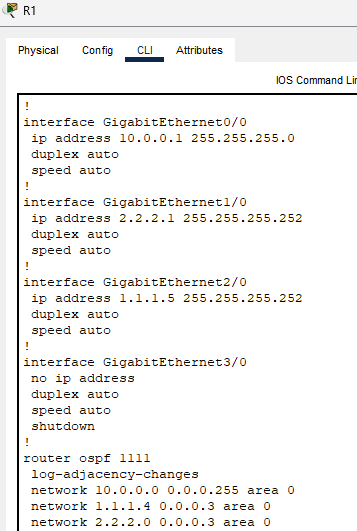 R1
Physical Config CLI Attributes
IOS Command Lin
!
interface GigabitEthernet0/0
 ip address 10.0.0.1 255.255.255.0
 duplex auto
 speed auto
!
interface GigabitEthernet1/0
 ip address 2.2.2.1 255.255.255.252
 duplex auto
 speed auto
!
interface GigabitEthernet2/0
 ip address 1.1.1.5 255.255.255.252
 duplex auto
 speed auto
!
interface GigabitEthernet3/0
 no ip address
 duplex auto
 speed auto
 shutdown
!
router ospf 1111
 log-adjacency-changes
 network 10.0.0.0 0.0.0.255 area 0
 network 1.1.1.4 0.0.0.3 area 0
 network 2.2.2.0 0.0.0.3 area 0